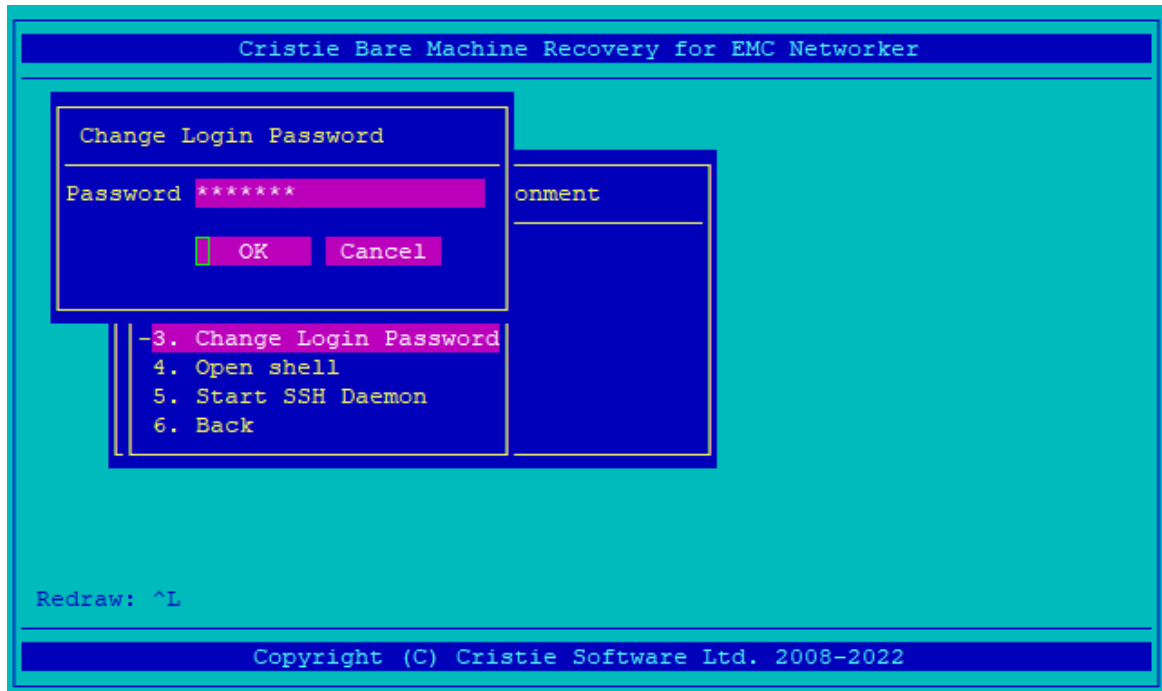 Cristie Bare Machine Recovery for EMC Networker
Change Login Password
Password *******
onment
OK Cancel
-3. Change Login Password
4. Open shell
5. Start SSH Daemon
6. Back
Redraw: ^L
Copyright (C) Cristie Software Ltd. 2008-2022